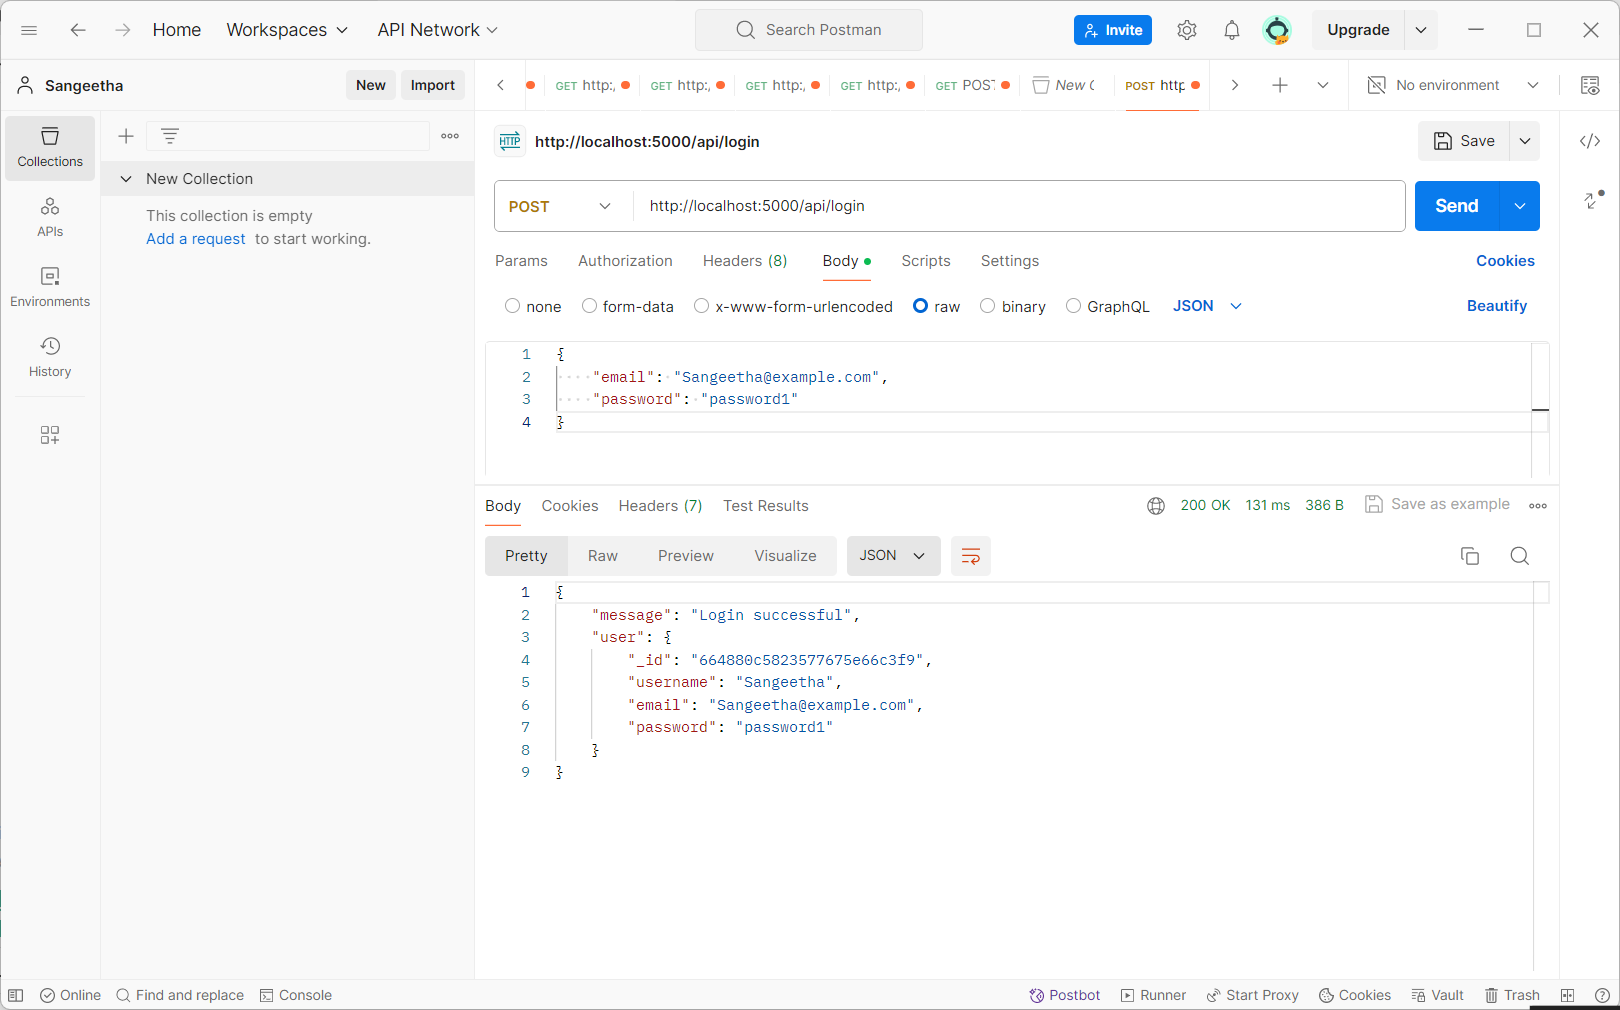 Home Workspaces API Network Search Postman Invite Upgrade
Sangeetha New Import
GET http:, GET http:, GET http:, GET http:, GET POST New C POST http No environment
Collections
APIs
Environments
History
New Collection
This collection is empty
Add a request to start working.
HTTP http://localhost:5000/api/login Save
POST http://localhost:5000/api/login Send
Params Authorization Headers (8) Body Scripts Settings Cookies
none form-data x-www-form-urlencoded raw binary GraphQL JSON Beautify
1 {
2 "email": "Sangeetha@example.com",
3 "password": "password1"
4 }
Body Cookies Headers (7) Test Results 200 OK 131 ms 386 B Save as example
Pretty Raw Preview Visualize JSON
1 {
2 "message": "Login successful",
3 "user": {
4 "_id": "664880c5823577675e66c3f9",
5 "username": "Sangeetha",
6 "email": "Sangeetha@example.com",
7 "password": "password1"
8 }
9 }
Online Find and replace Console Postbot Runner Start Proxy Cookies Vault Trash